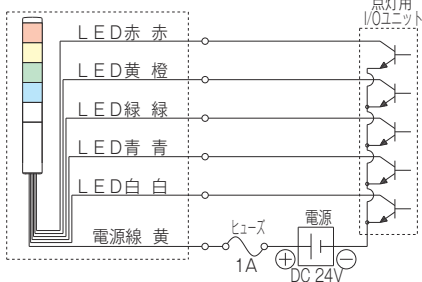 点灯用
I/Oユニット
LED赤 赤
LED黄 橙
LED緑 緑
LED青 青
LED白 白
電源線 黄
ヒューズ
1A
電源
DC 24V